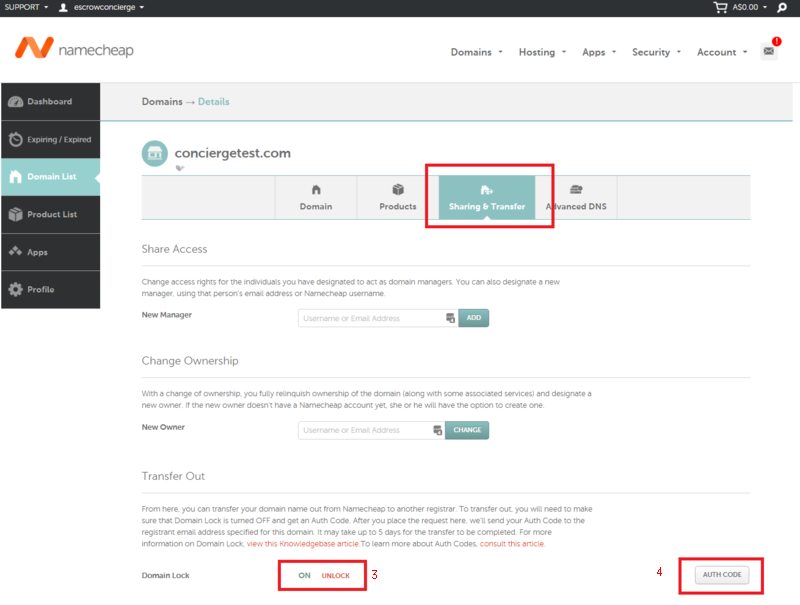 SUPPORT escrowconcierge A$0.00
namecheap Domains Hosting Apps Security Account !
Dashboard
Expiring / Expired
Domain List
Product List
Apps
Profile
Domains → Details
conciergetest.com
Domain Products Sharing & Transfer Advanced DNS
Share Access
Change access rights for the individuals you have designated to act as domain managers. You can also designate a new
manager, using that person's email address or Namecheap username.
New Manager Username or Email Address ADD
Change Ownership
With a change of ownership, you fully relinquish ownership of the domain (along with some associated services) and designate a
new owner. If the new owner doesn't have a Namecheap account yet, she or he will have the option to create one.
New Owner Username or Email Address CHANGE
Transfer Out
From here, you can transfer your domain name out from Namecheap to another registrar. To transfer out, you will need to make
sure that Domain Lock is turned OFF and get an Auth Code. After you place the request here, we'll send your Auth Code to the
registrant email address specified for this domain. It may take up to 5 days for the transfer to be completed. For more
information on Domain Lock, view this Knowledgebase article.To learn more about Auth Codes, consult this article.
Domain Lock ON UNLOCK 3 4 AUTH CODE